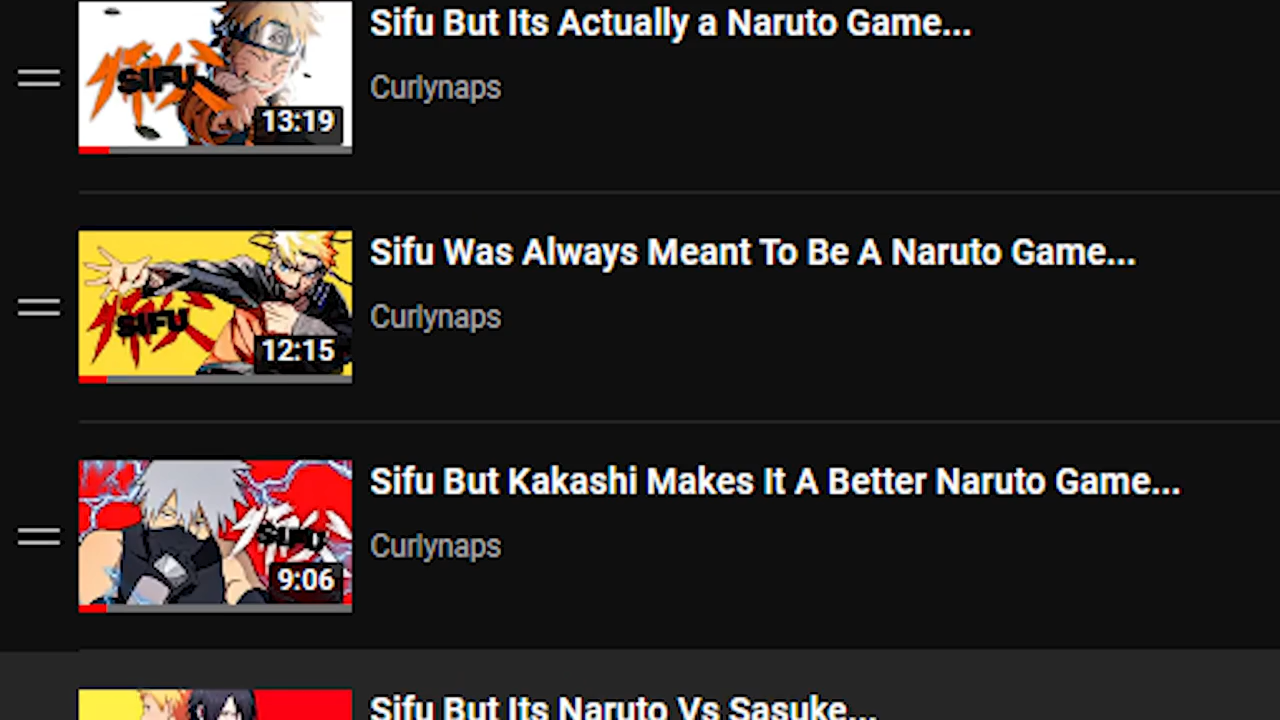 Sifu But Its Actually a Naruto Game...
Curlynaps
SIFU
13:19
Sifu Was Always Meant To Be A Naruto Game...
Curlynaps
SIFU
12:15
Sifu But Kakashi Makes It A Better Naruto Game...
Curlynaps
SIFU
9:06
Sifu But Its Naruto Vs Sasuke...